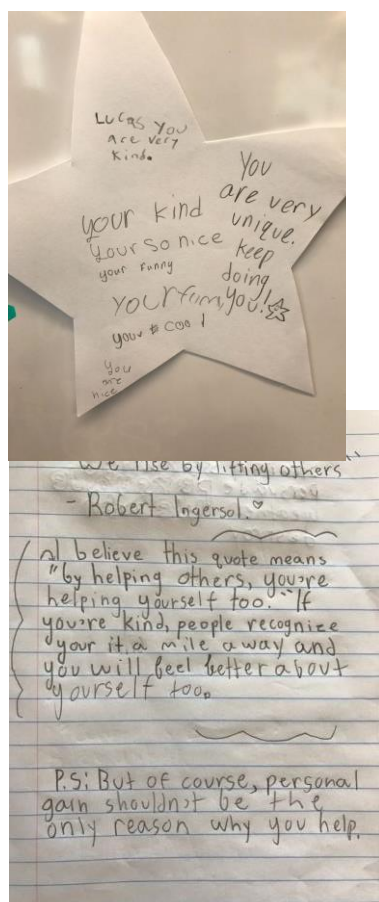 Lucas you
are very
kind.
You
are very
unique.
keep
doing
you!
your kind
your so nice
your funny
your funny
your cool
you
are
nice
We rise by lifting others"
- Robert Ingersol.
I believe this quote means
"by helping others, you're
helping yourself too." If
you're kind, people recognize
your it a mile away and
you will feel better about
yourself too.
P.S: But of course, personal
gain shouldn't be the
only reason why you help.